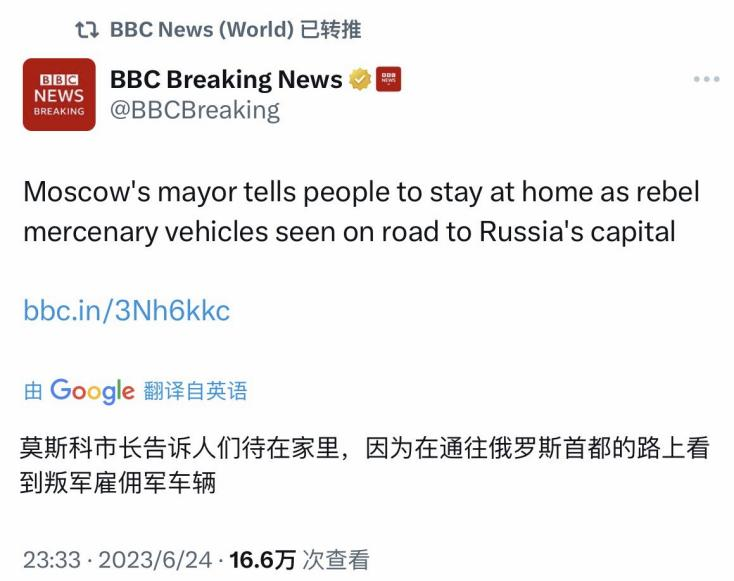 BBC News (World) 已转推
BBC
NEWS
BREAKING
BBC Breaking News
BBC
NEWS
@BBCBreaking
Moscow's mayor tells people to stay at home as rebel
mercenary vehicles seen on road to Russia's capital
bbc.in/3Nh6kkc
由 Google 翻译自英语
莫斯科市长告诉人们待在家里，因为在通往俄罗斯首都的路上看
到叛军雇佣军车辆
23:33 · 2023/6/24 · 16.6万 次查看